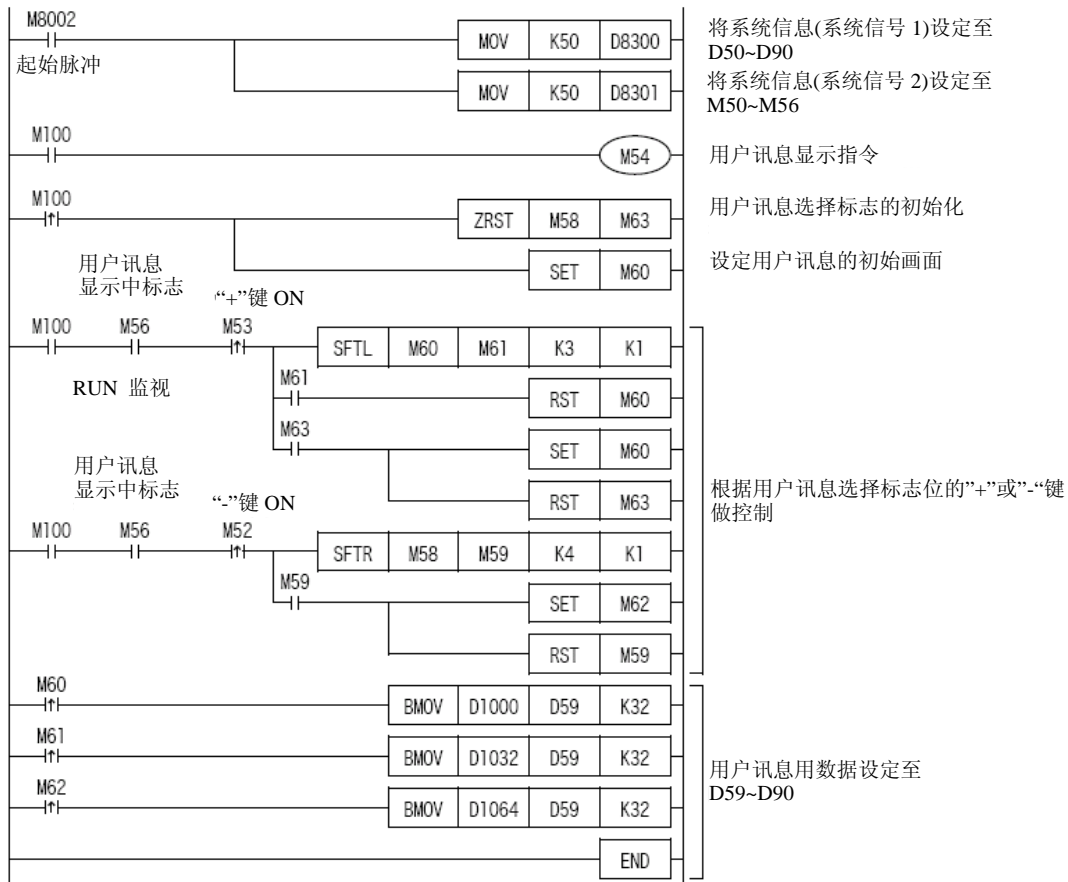 M8002
起始脉冲
MOV K50 D8300
将系统信息(系统信号 1)设定至
D50~D90
MOV K50 D8301
将系统信息(系统信号 2)设定至
M50~M56
M100
M54
用户讯息显示指令
M100
ZRST M58 M63
用户讯息选择标志的初始化
SET M60
设定用户讯息的初始画面
用户讯息
显示中标志
“+”键 ON
M100 M56 M53
SFTL M60 M61 K3 K1
RUN 监视
M61
RST M60
M63
SET M60
RST M63
用户讯息
显示中标志
“-”键 ON
根据用户讯息选择标志位的”+”或”-“键
做控制
M100 M56 M52
SFTR M58 M59 K4 K1
M59
SET M62
RST M59
M60
BMOV D1000 D59 K32
M61
BMOV D1032 D59 K32
M62
BMOV D1064 D59 K32
用户讯息用数据设定至
D59~D90
END